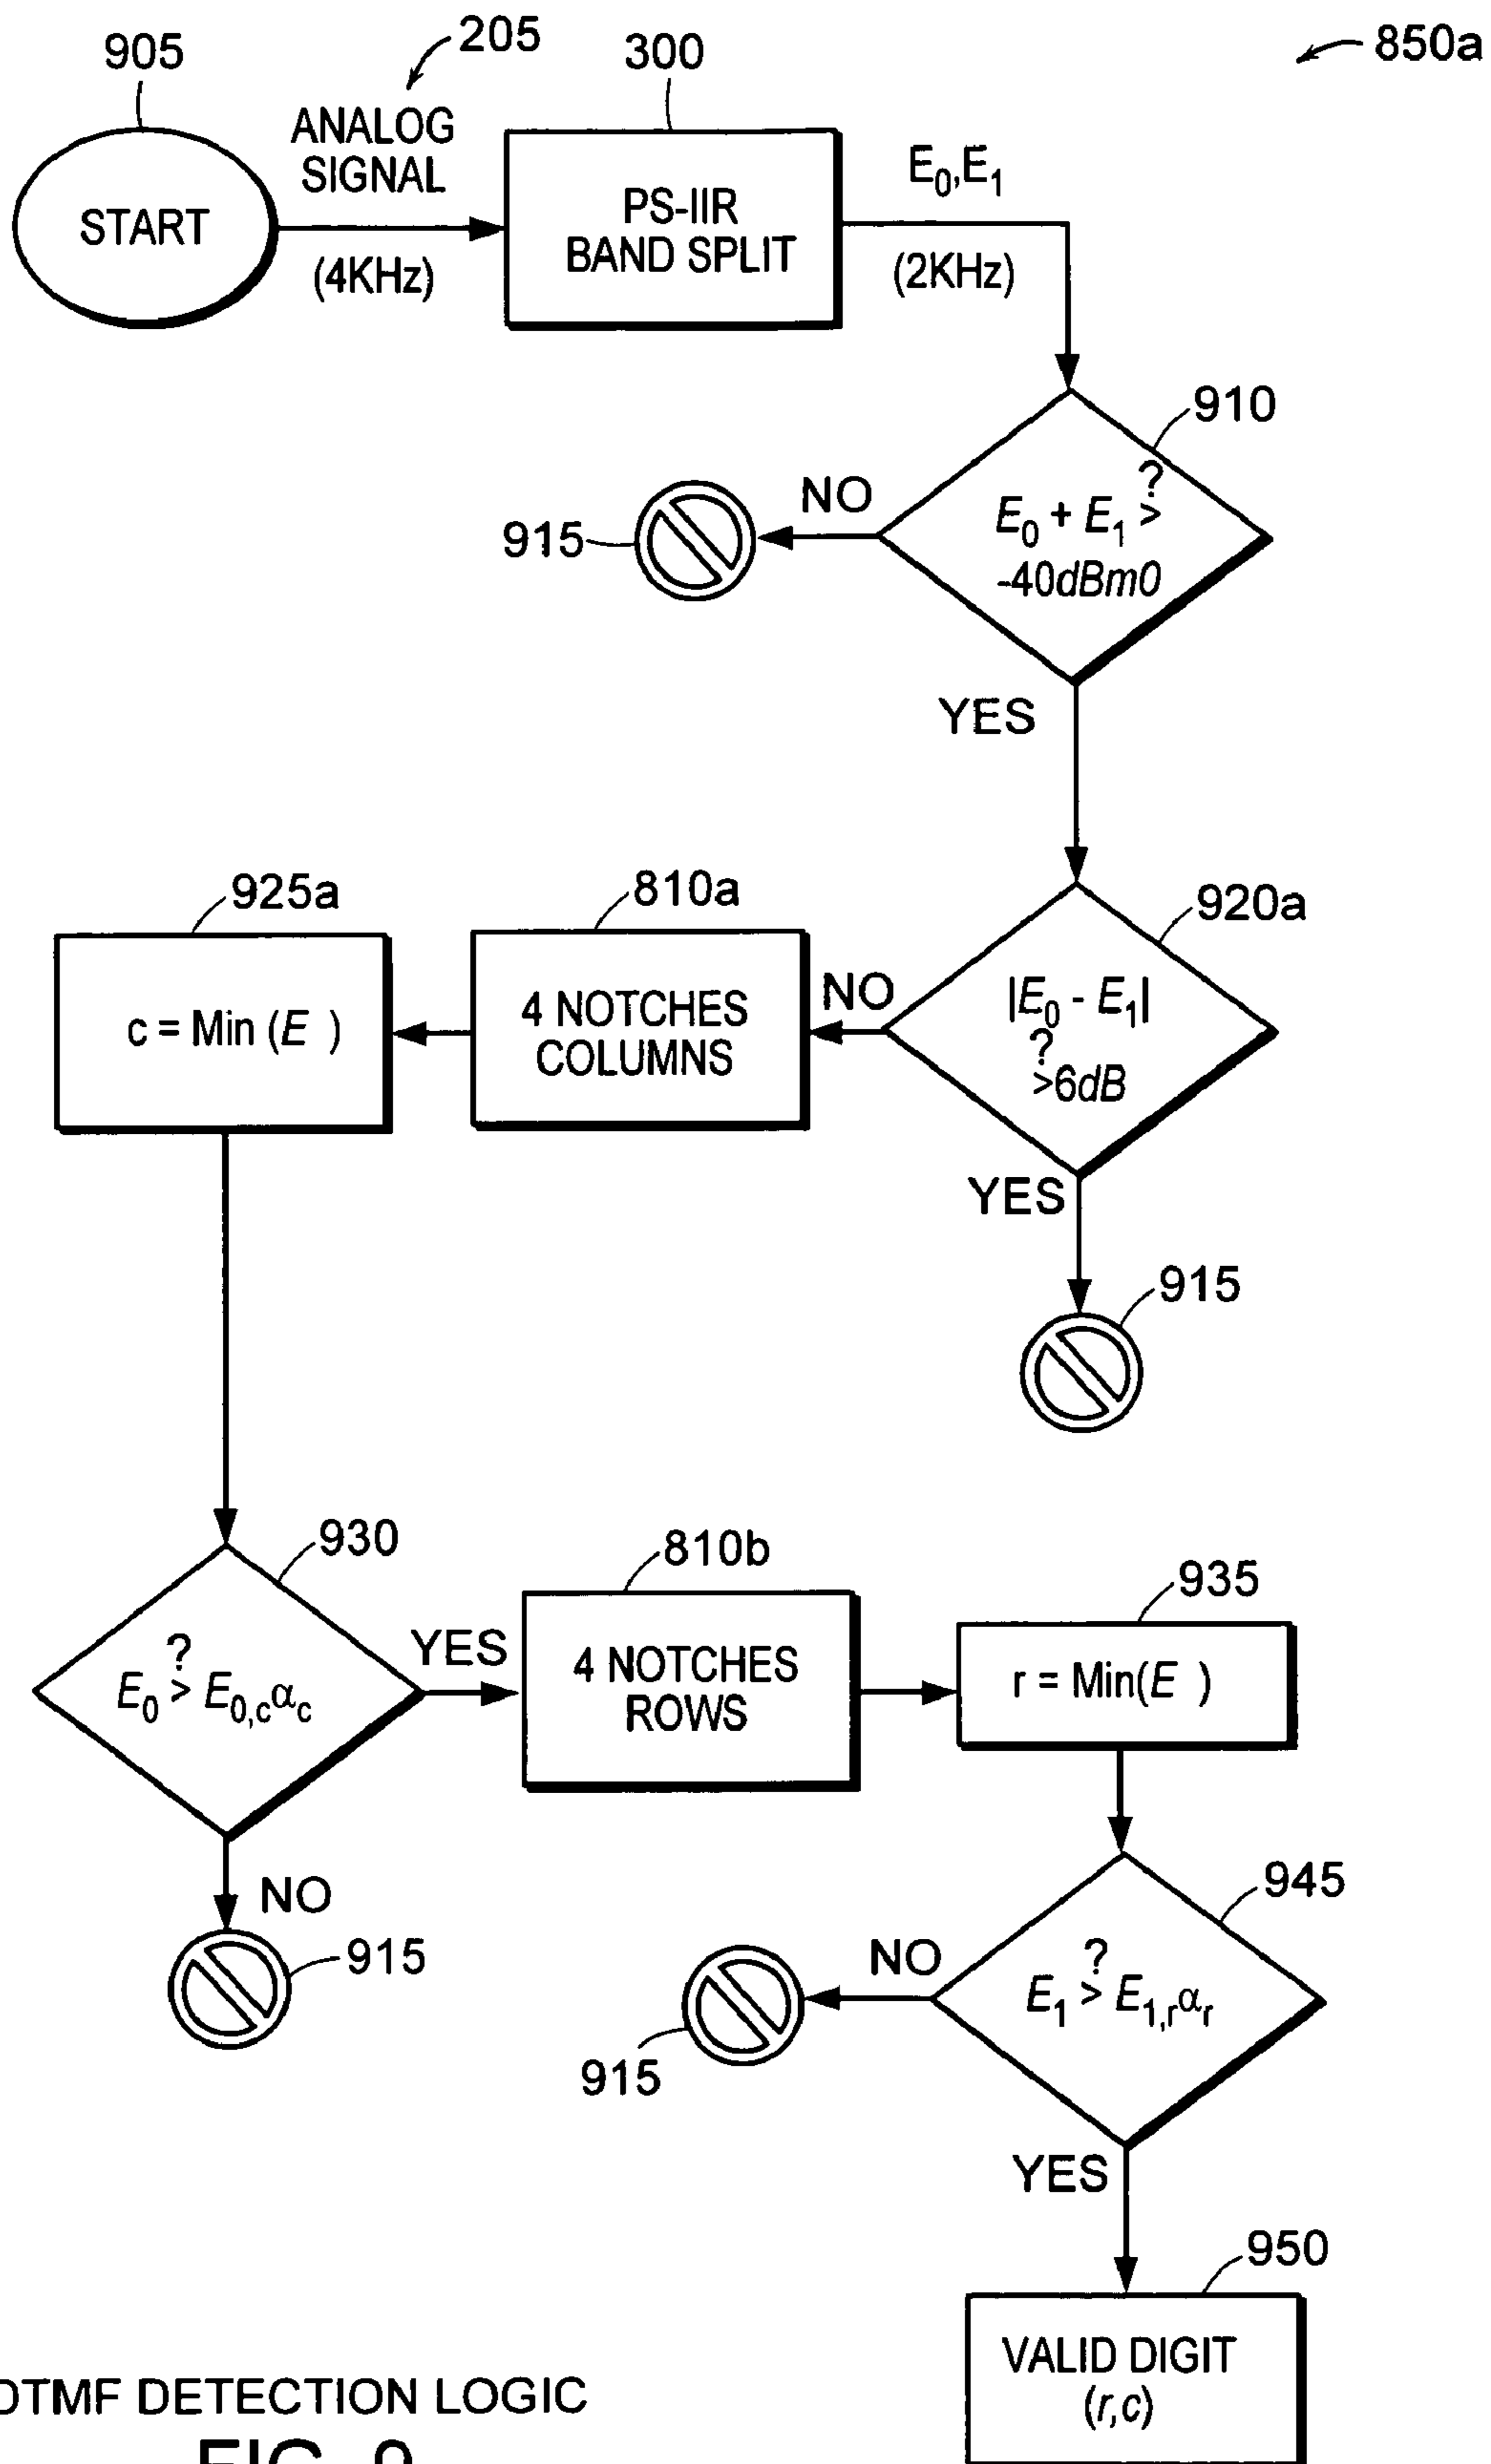 905
205
300
850a
START
ANALOG
SIGNAL
(4KHz)
PS-IIR
BAND SPLIT
E0,E1
(2KHz)
910
E0 + E1 >
?
-40dBm0
NO
915
YES
920a
|E0 - E1|
?
>6dB
NO
810a
4 NOTCHES
COLUMNS
925a
c = Min (E )
YES
915
930
?
E0 > E0,cαc
YES
810b
4 NOTCHES
ROWS
935
r = Min(E )
NO
915
945
?
E1 > E1,rαr
NO
915
YES
950
VALID DIGIT
(r,c)
DETECTION LOGIC